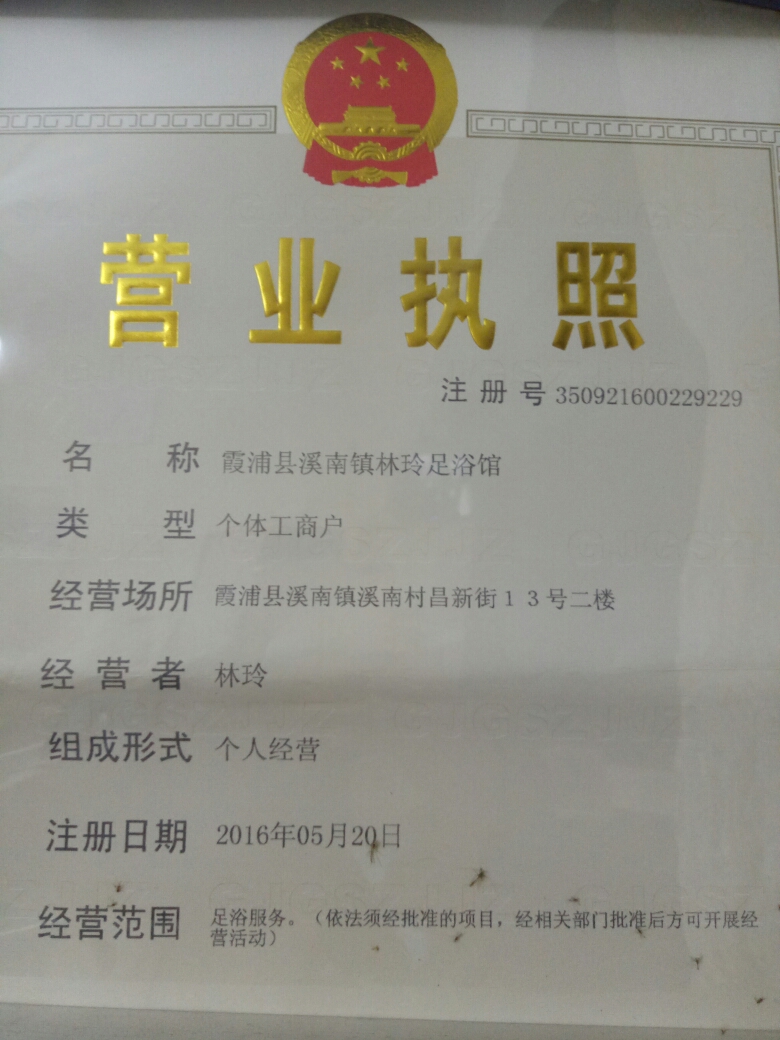 营业执照
注册号 350921600229229
名称 霞浦县溪南镇林玲足浴馆
类型 个体工商户
经营场所 霞浦县溪南镇溪南村昌新街13号二楼
经营者 林玲
组成形式 个人经营
注册日期 2016年05月20日
经营范围 足浴服务。(依法须经批准的项目,经相关部门批准后方可开展经
营活动)